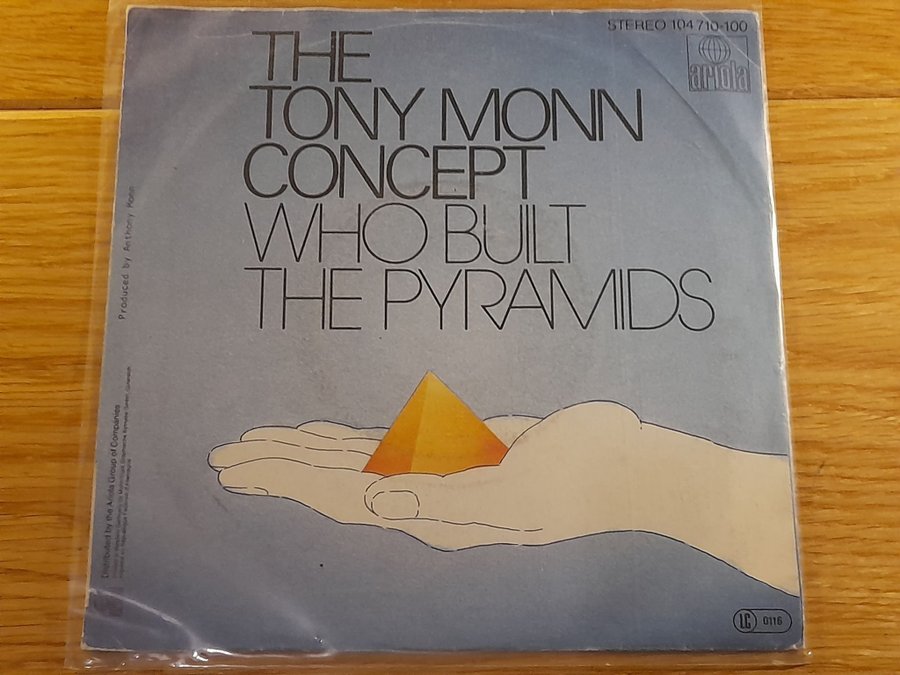 STEREO 104 710-100
ariola
THE
TONY MONN
CONCEPT
WHO BUILT
THE PYRAMIDS
Produced by Anthony Monn
Distributed by the Ariola Group of Companies
LC 0116